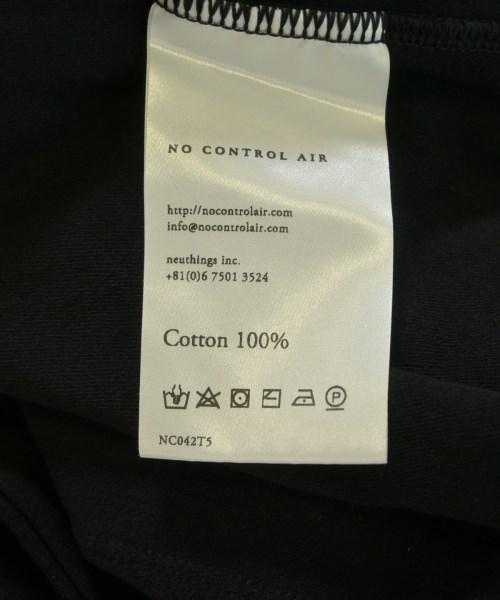 NO CONTROL AIR
http://nocontrolair.com
info@nocontrolair.com
neuthings inc.
+81(0)6 7501 3524
Cotton 100%
P
NC042T5